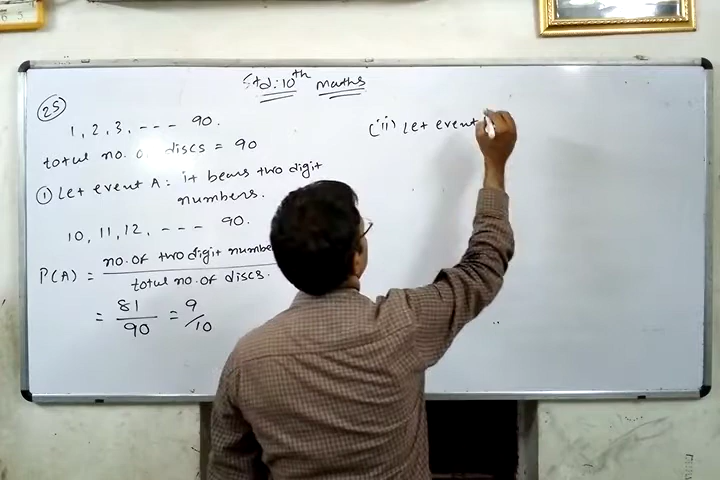 Std: 10th maths
25
1, 2, 3, --- 90.
total no. of discs = 90
① Let event A: it bears two digit
numbers.
10, 11, 12, --- 90.
P(A) = no. of two digit numbe
total no. of discs.
= 81/90 = 9/10
(ii) Let event